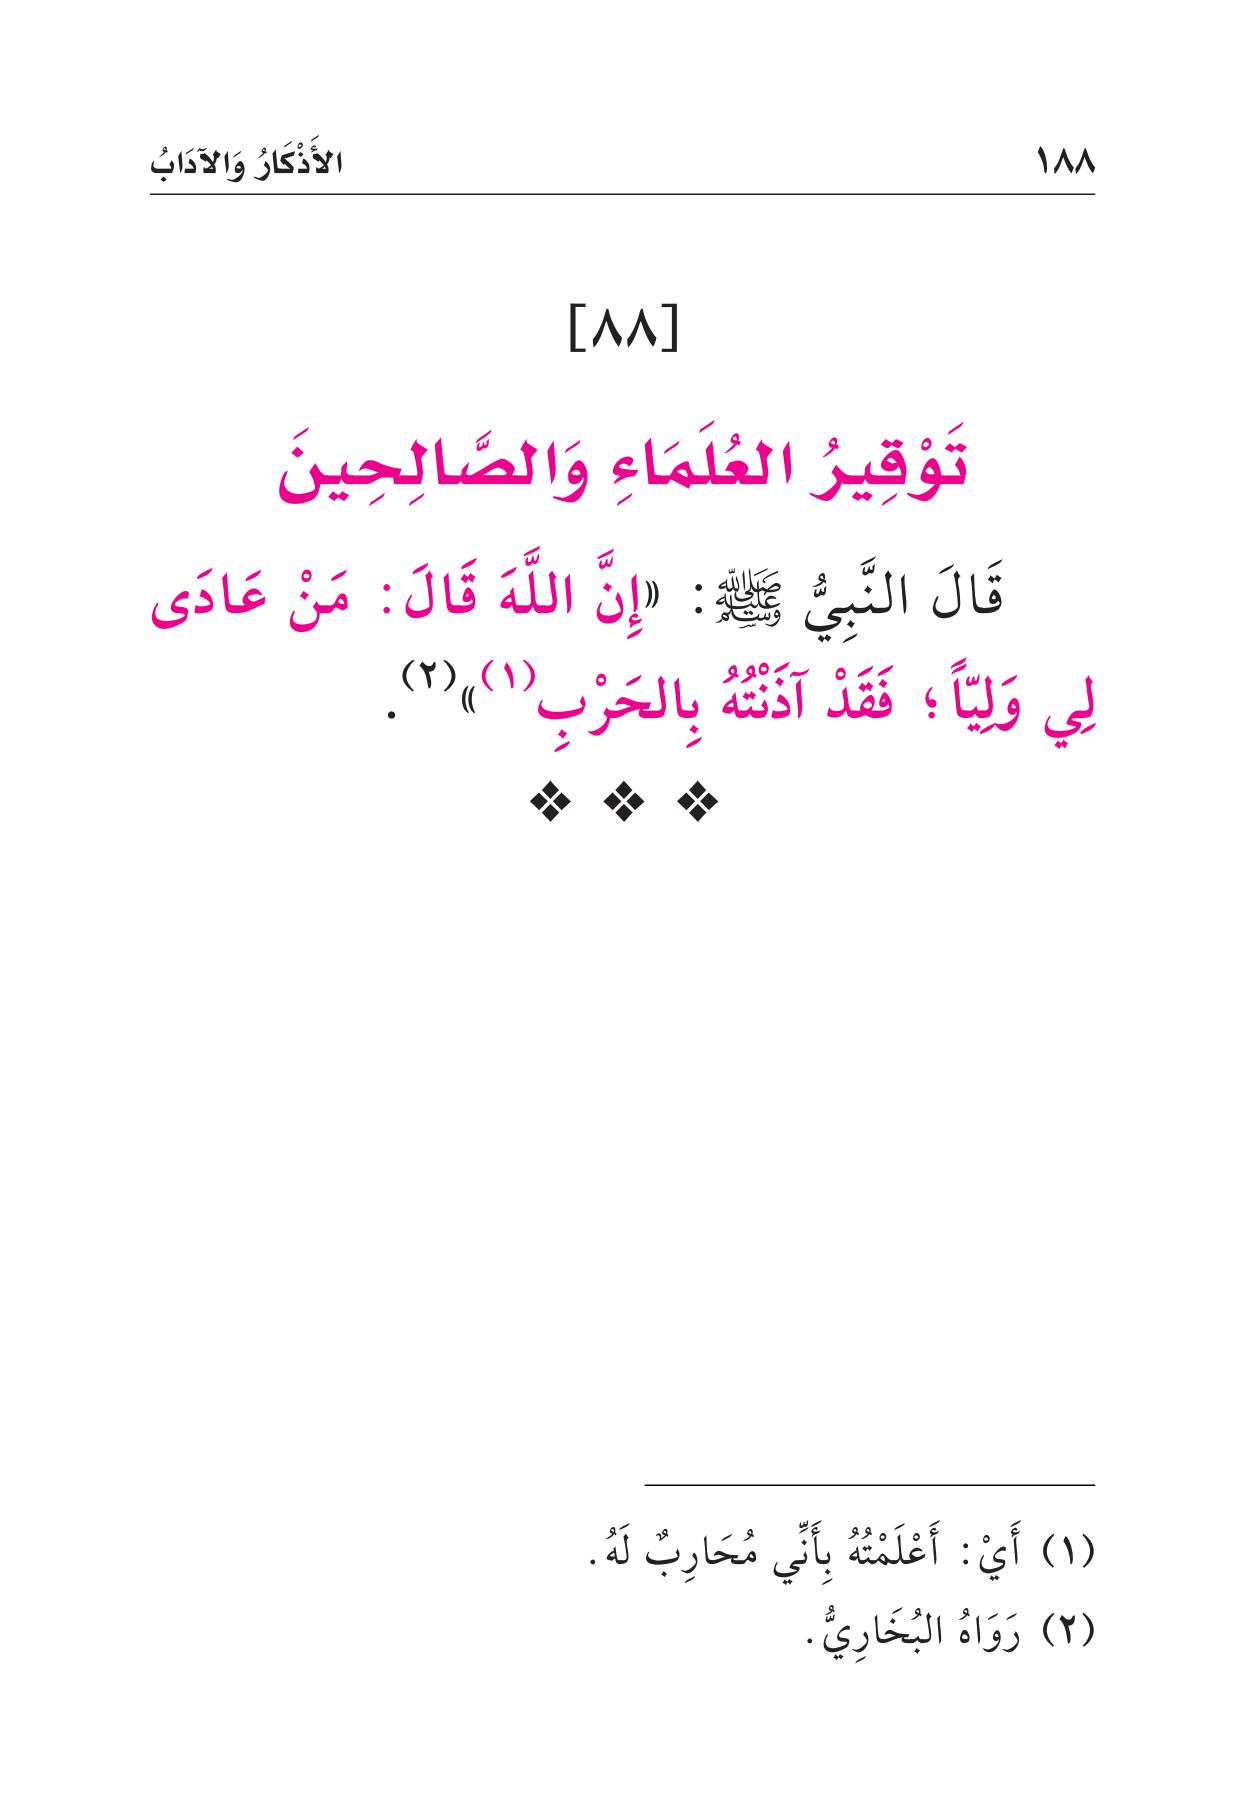 ١٨٨ الأَذْكَارُ وَالآدَابُ
[٨٨]
تَوْقِيرُ العُلَمَاءِ وَالصَّالِحِينَ
قَالَ النَّبِيُّ ﷺ: «إِنَّ اللَّهَ قَالَ: مَنْ عَادَى
لِي وَلِيّاً؛ فَقَدْ آذَنْتُهُ بِالحَرْبِ(١)»(٢).
(١) أَيْ: أَعْلَمْتُهُ بِأَنِّي مُحَارِبٌ لَهُ.
(٢) رَوَاهُ البُخَارِيُّ.